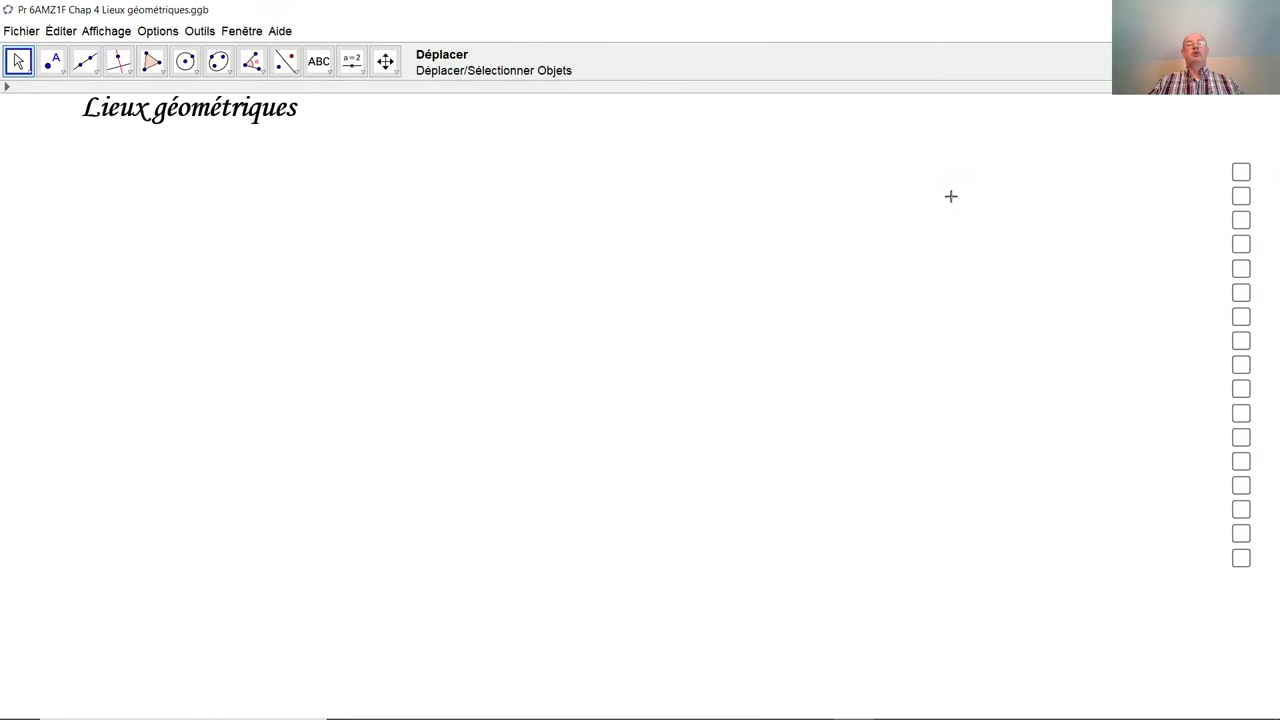 Pr 6AMZ1F Chap 4 Lieux géométriques.ggb
Fichier Éditer Affichage Options Outils Fenêtre Aide
A
ABC
a=2
Déplacer
Déplacer/Sélectionner Objets
Lieux géométriques